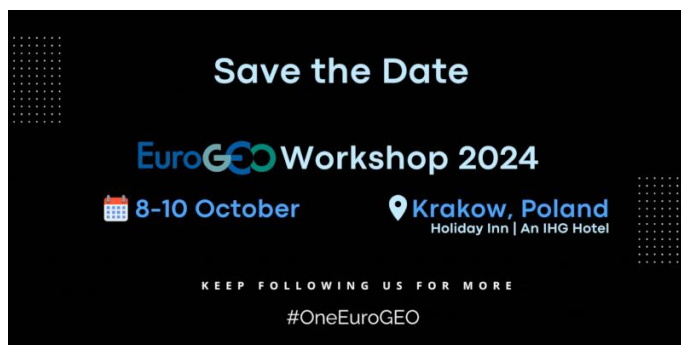 Save the Date
EuroGEO Workshop 2024
8-10 October
Krakow, Poland
Holiday Inn | An IHG Hotel
KEEP FOLLOWING US FOR MORE
#OneEuroGEO